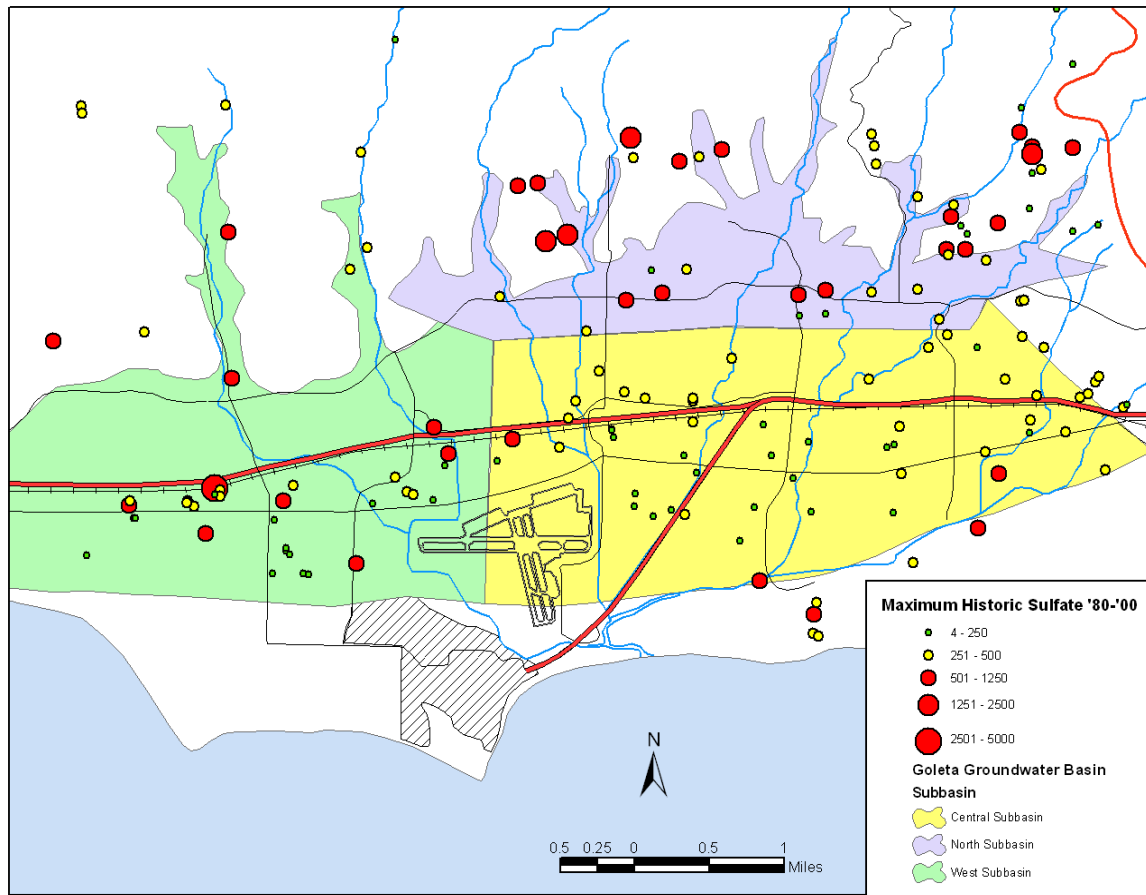 Maximum Historic Sulfate '80-'00
4 - 250
251 - 500
501 - 1250
1251 - 2500
2501 - 5000
Goleta Groundwater Basin
Subbasin
Central Subbasin
North Subbasin
West Subbasin
N
0.5 0.25 0 0.5 1
Miles